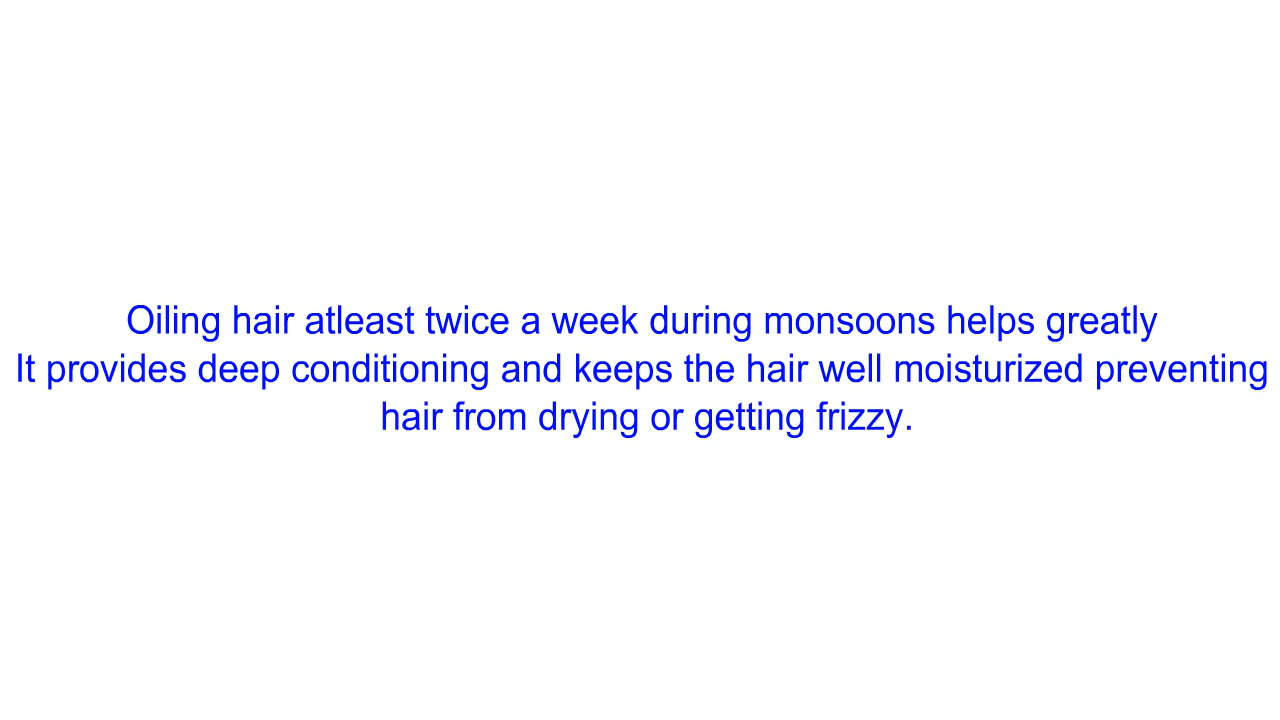 Oiling hair atleast twice a week during monsoons helps greatly
It provides deep conditioning and keeps the hair well moisturized preventing
hair from drying or getting frizzy.